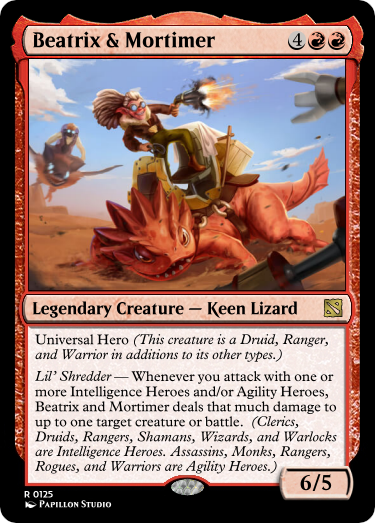 Beatrix & Mortimer 4
Legendary Creature — Keen Lizard
Universal Hero (This creature is a Druid, Ranger,
and Warrior in additions to its other types.)
Lil' Shredder — Whenever you attack with one or
more Intelligence Heroes and/or Agility Heroes,
Beatrix and Mortimer deals that much damage to
up to one target creature or battle. (Clerics,
Druids, Rangers, Shamans, Wizards, and Warlocks
are Intelligence Heroes. Assassins, Monks, Rangers,
Rogues, and Warriors are Agility Heroes.)
6/5
R 0125
Papillon Studio